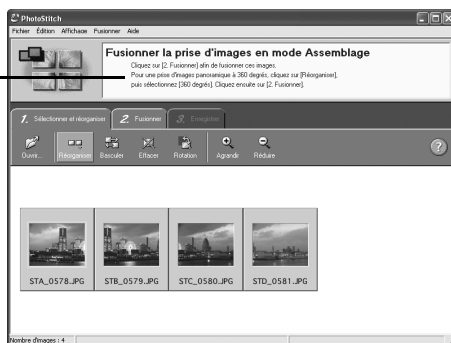 PhotoStitch
Fichier Édition Affichage Fusionner Aide
Fusionner la prise d'images en mode Assemblage
Cliquez sur [2. Fusionner] afin de fusionner ces images.
Pour une prise d'images panoramique à 360 degrés, cliquez sur [Réorganiser],
puis sélectionnez [360 degrés]. Cliquez ensuite sur [2. Fusionner].
1. Sélectionner et réorganiser 2. Fusionner 3. Enregistrer
Ouvrir... Réorganiser Basculer Effacer Rotation Agrandir Réduire
STA_0578.JPG STB_0579.JPG STC_0580.JPG STD_0581.JPG
Nombre d'images : 4